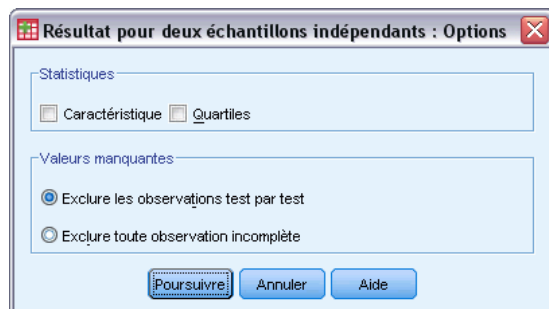 Résultat pour deux échantillons indépendants : Options
Statistiques
Caractéristique Quartiles
Valeurs manquantes
Exclure les observations test par test
Exclure toute observation incomplète
Poursuivre Annuler Aide